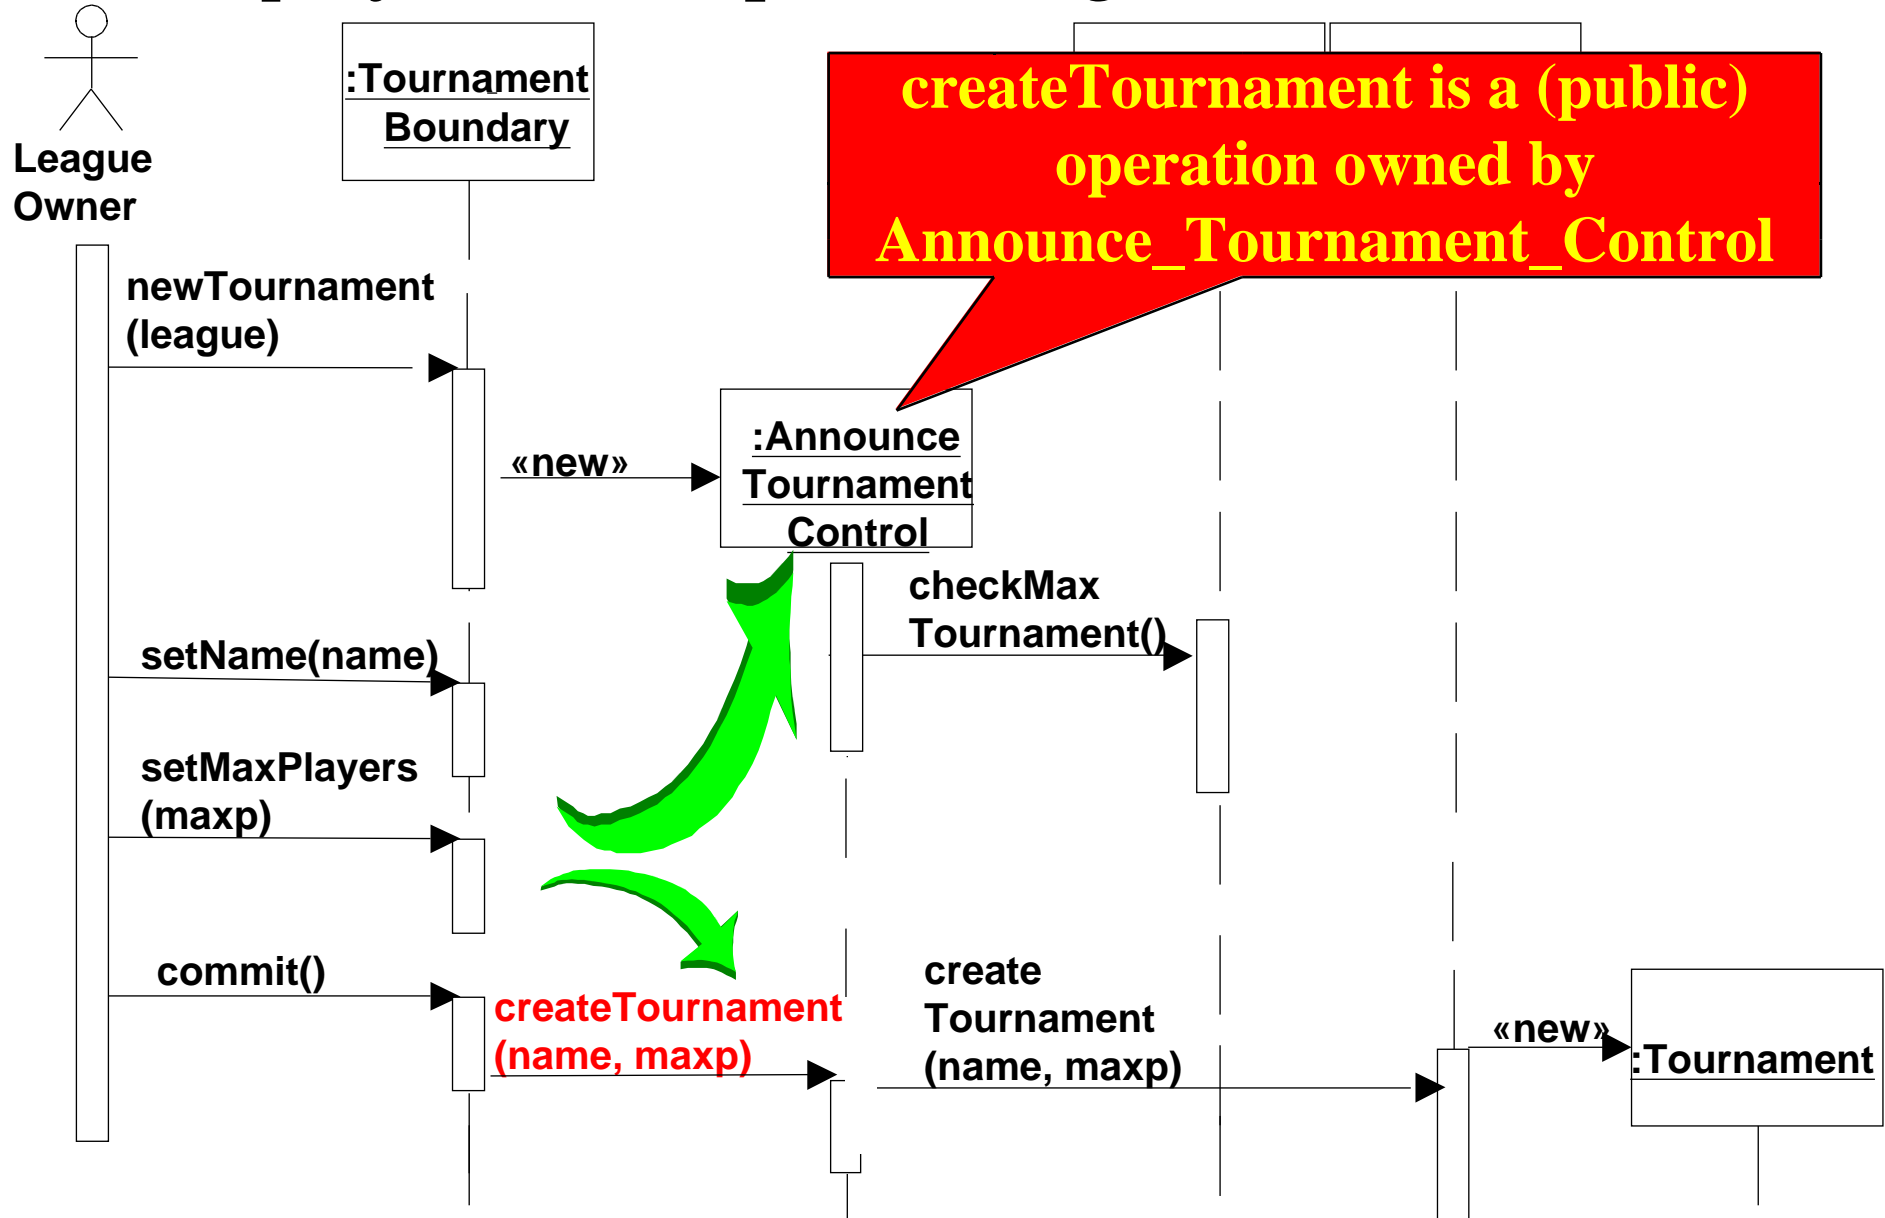 :Tournament
Boundary
League
Owner
createTournament is a (public)
operation owned by
Announce_Tournament_Control
newTournament
(league)
«new»
:Announce
Tournament
Control
checkMax
Tournament()
setName(name)
setMaxPlayers
(maxp)
commit()
createTournament
(name, maxp)
create
Tournament
(name, maxp)
«new»
:Tournament